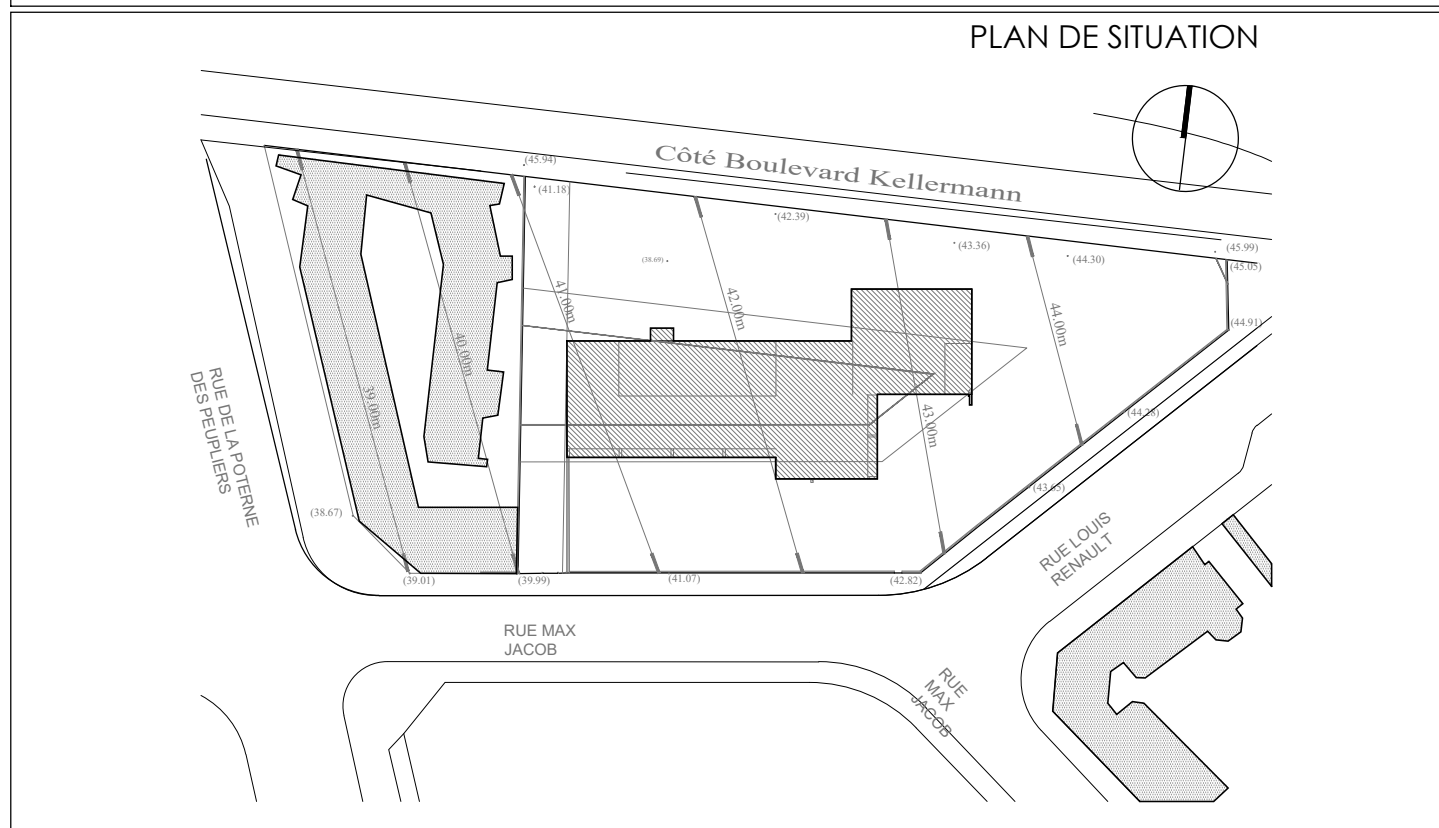 PLAN DE SITUATION
Côté Boulevard Kellermann
(45.94)
(41.18)
(42.39)
(43.36)
(44.30)
(45.99)
(45.05)
(38.69)
(44.91)
41.00m
42.00m
44.00m
40.00m
39.00m
43.00m
RUE DE LA POTERNE
DES PEUPLIERS
(44.28)
(43.65)
(38.67)
(39.01)
(39.99)
(41.07)
(42.82)
RUE LOUIS
RENAULT
RUE MAX
JACOB
RUE
MAX
JACOB